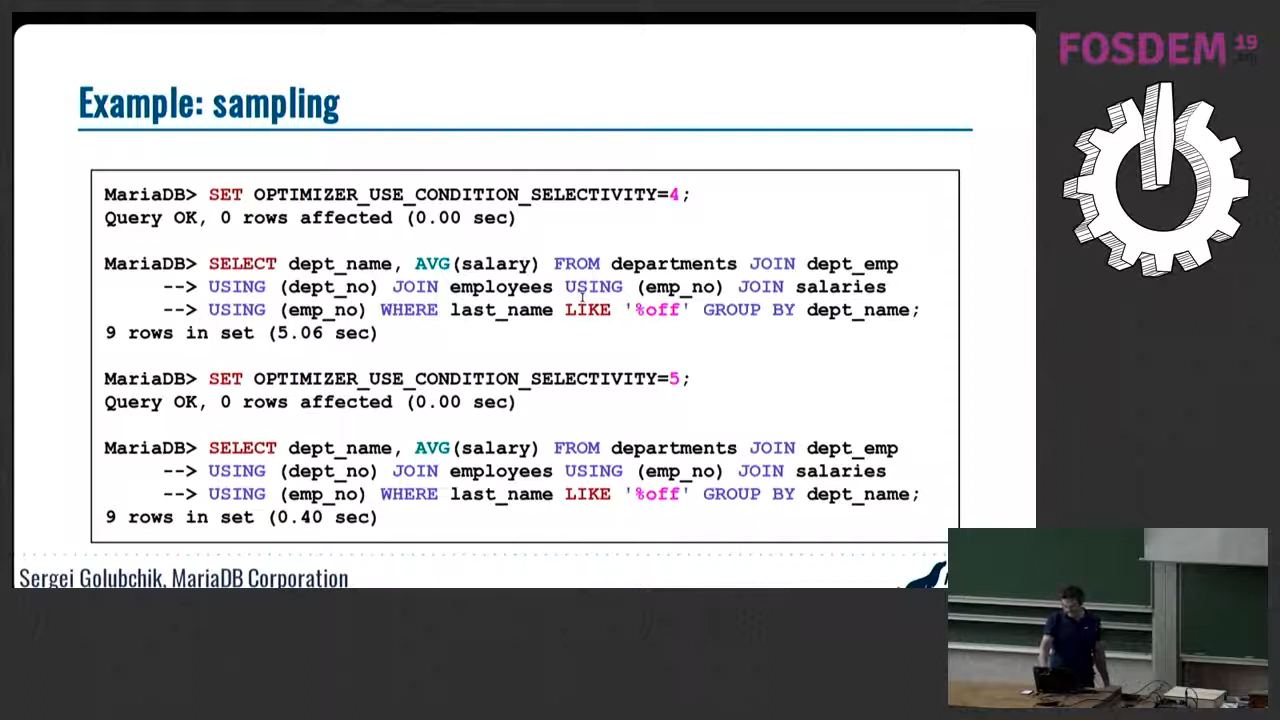 Example: sampling
MariaDB> SET OPTIMIZER_USE_CONDITION_SELECTIVITY=4;
Query OK, 0 rows affected (0.00 sec)
MariaDB> SELECT dept_name, AVG(salary) FROM departments JOIN dept_emp
--> USING (dept_no) JOIN employees USING (emp_no) JOIN salaries
--> USING (emp_no) WHERE last_name LIKE '%off' GROUP BY dept_name;
9 rows in set (5.06 sec)
MariaDB> SET OPTIMIZER_USE_CONDITION_SELECTIVITY=5;
Query OK, 0 rows affected (0.00 sec)
MariaDB> SELECT dept_name, AVG(salary) FROM departments JOIN dept_emp
--> USING (dept_no) JOIN employees USING (emp_no) JOIN salaries
--> USING (emp_no) WHERE last_name LIKE '%off' GROUP BY dept_name;
9 rows in set (0.40 sec)
Sergei Golubchik, MariaDB Corporation
FOSDEM 19